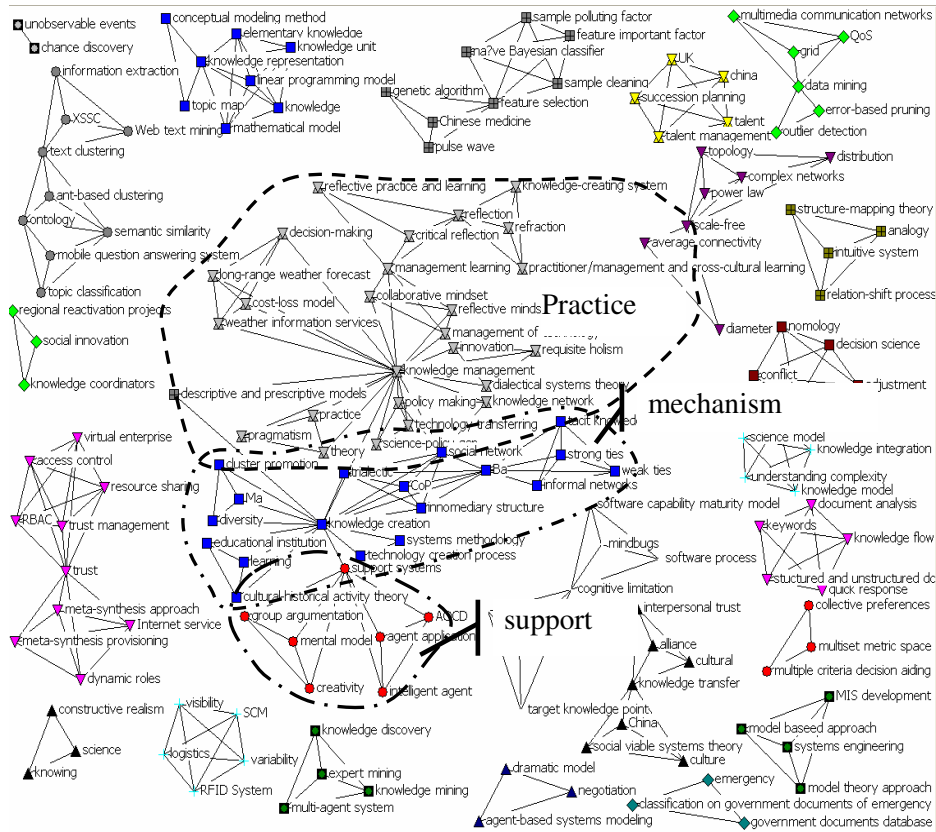 unobservable events
chance discovery
information extraction
XSSC
Web text mining
text clustering
ant-based clustering
ontology
semantic similarity
mobile question answering system
topic classification
regional reactivation projects
social innovation
knowledge coordinators
conceptual modeling method
elementary knowledge
knowledge unit
knowledge representation
linear programming model
topic map
knowledge
mathematical model
sample polluting factor
feature important factor
na?ve Bayesian classifier
sample cleaning
genetic algorithm
feature selection
Chinese medicine
pulse wave
UK
china
succession planning
talent
talent management
multimedia communication networks
QoS
grid
data mining
error-based pruning
outlier detection
topology
distribution
complex networks
power law
scale-free
average connectivity
diameter
structure-mapping theory
analogy
intuitive system
relation-shift process
nomology
decision science
conflict
djustment
reflective practice and learning
knowledge-creating system
reflection
refraction
decision-making
critical reflection
long-range weather forecast
management learning
practitioner/management and cross-cultural learning
cost-loss model
collaborative mindset
reflective minds
Practice
weather information services
management of
innovation
requisite holism
knowledge management
descriptive and prescriptive models
dialectical systems theory
policy making
knowledge network
mechanism
practice
technology transferring
tacit knowled
pragmatism
theory
science-policy gap
social network
strong ties
cluster promotion
trialectic
Ba
weak ties
CoP
informal networks
Ma
innomediary structure
diversity
knowledge creation
systems methodology
educational institution
technology creation process
learning
support systems
cultural historical activity theory
group argumentation
AOCD
mental model
agent application
support
creativity
intelligent agent
virtual enterprise
access control
resource sharing
RBAC
trust management
trust
meta-synthesis approach
Internet service
meta-synthesis provisioning
dynamic roles
science model
knowledge integration
understanding complexity
knowledge model
document analysis
keywords
knowledge flow
stuctured and unstructured do
quick response
software capability maturity model
mindbugs
software process
cognitive limitation
target knowledge point
interpersonal trust
alliance
cultural
knowledge transfer
China
social viable systems theory
culture
collective preferences
multiset metric space
multiple criteria decision aiding
MIS development
model baseed approach
systems engineering
model theory approach
constructive realism
science
knowing
visibility
SCM
logistics
variability
RFID System
knowledge discovery
expert mining
knowledge mining
multi-agent system
dramatic model
negotiation
agent-based systems modeling
emergency
classification on government documents of emergency
government documents database